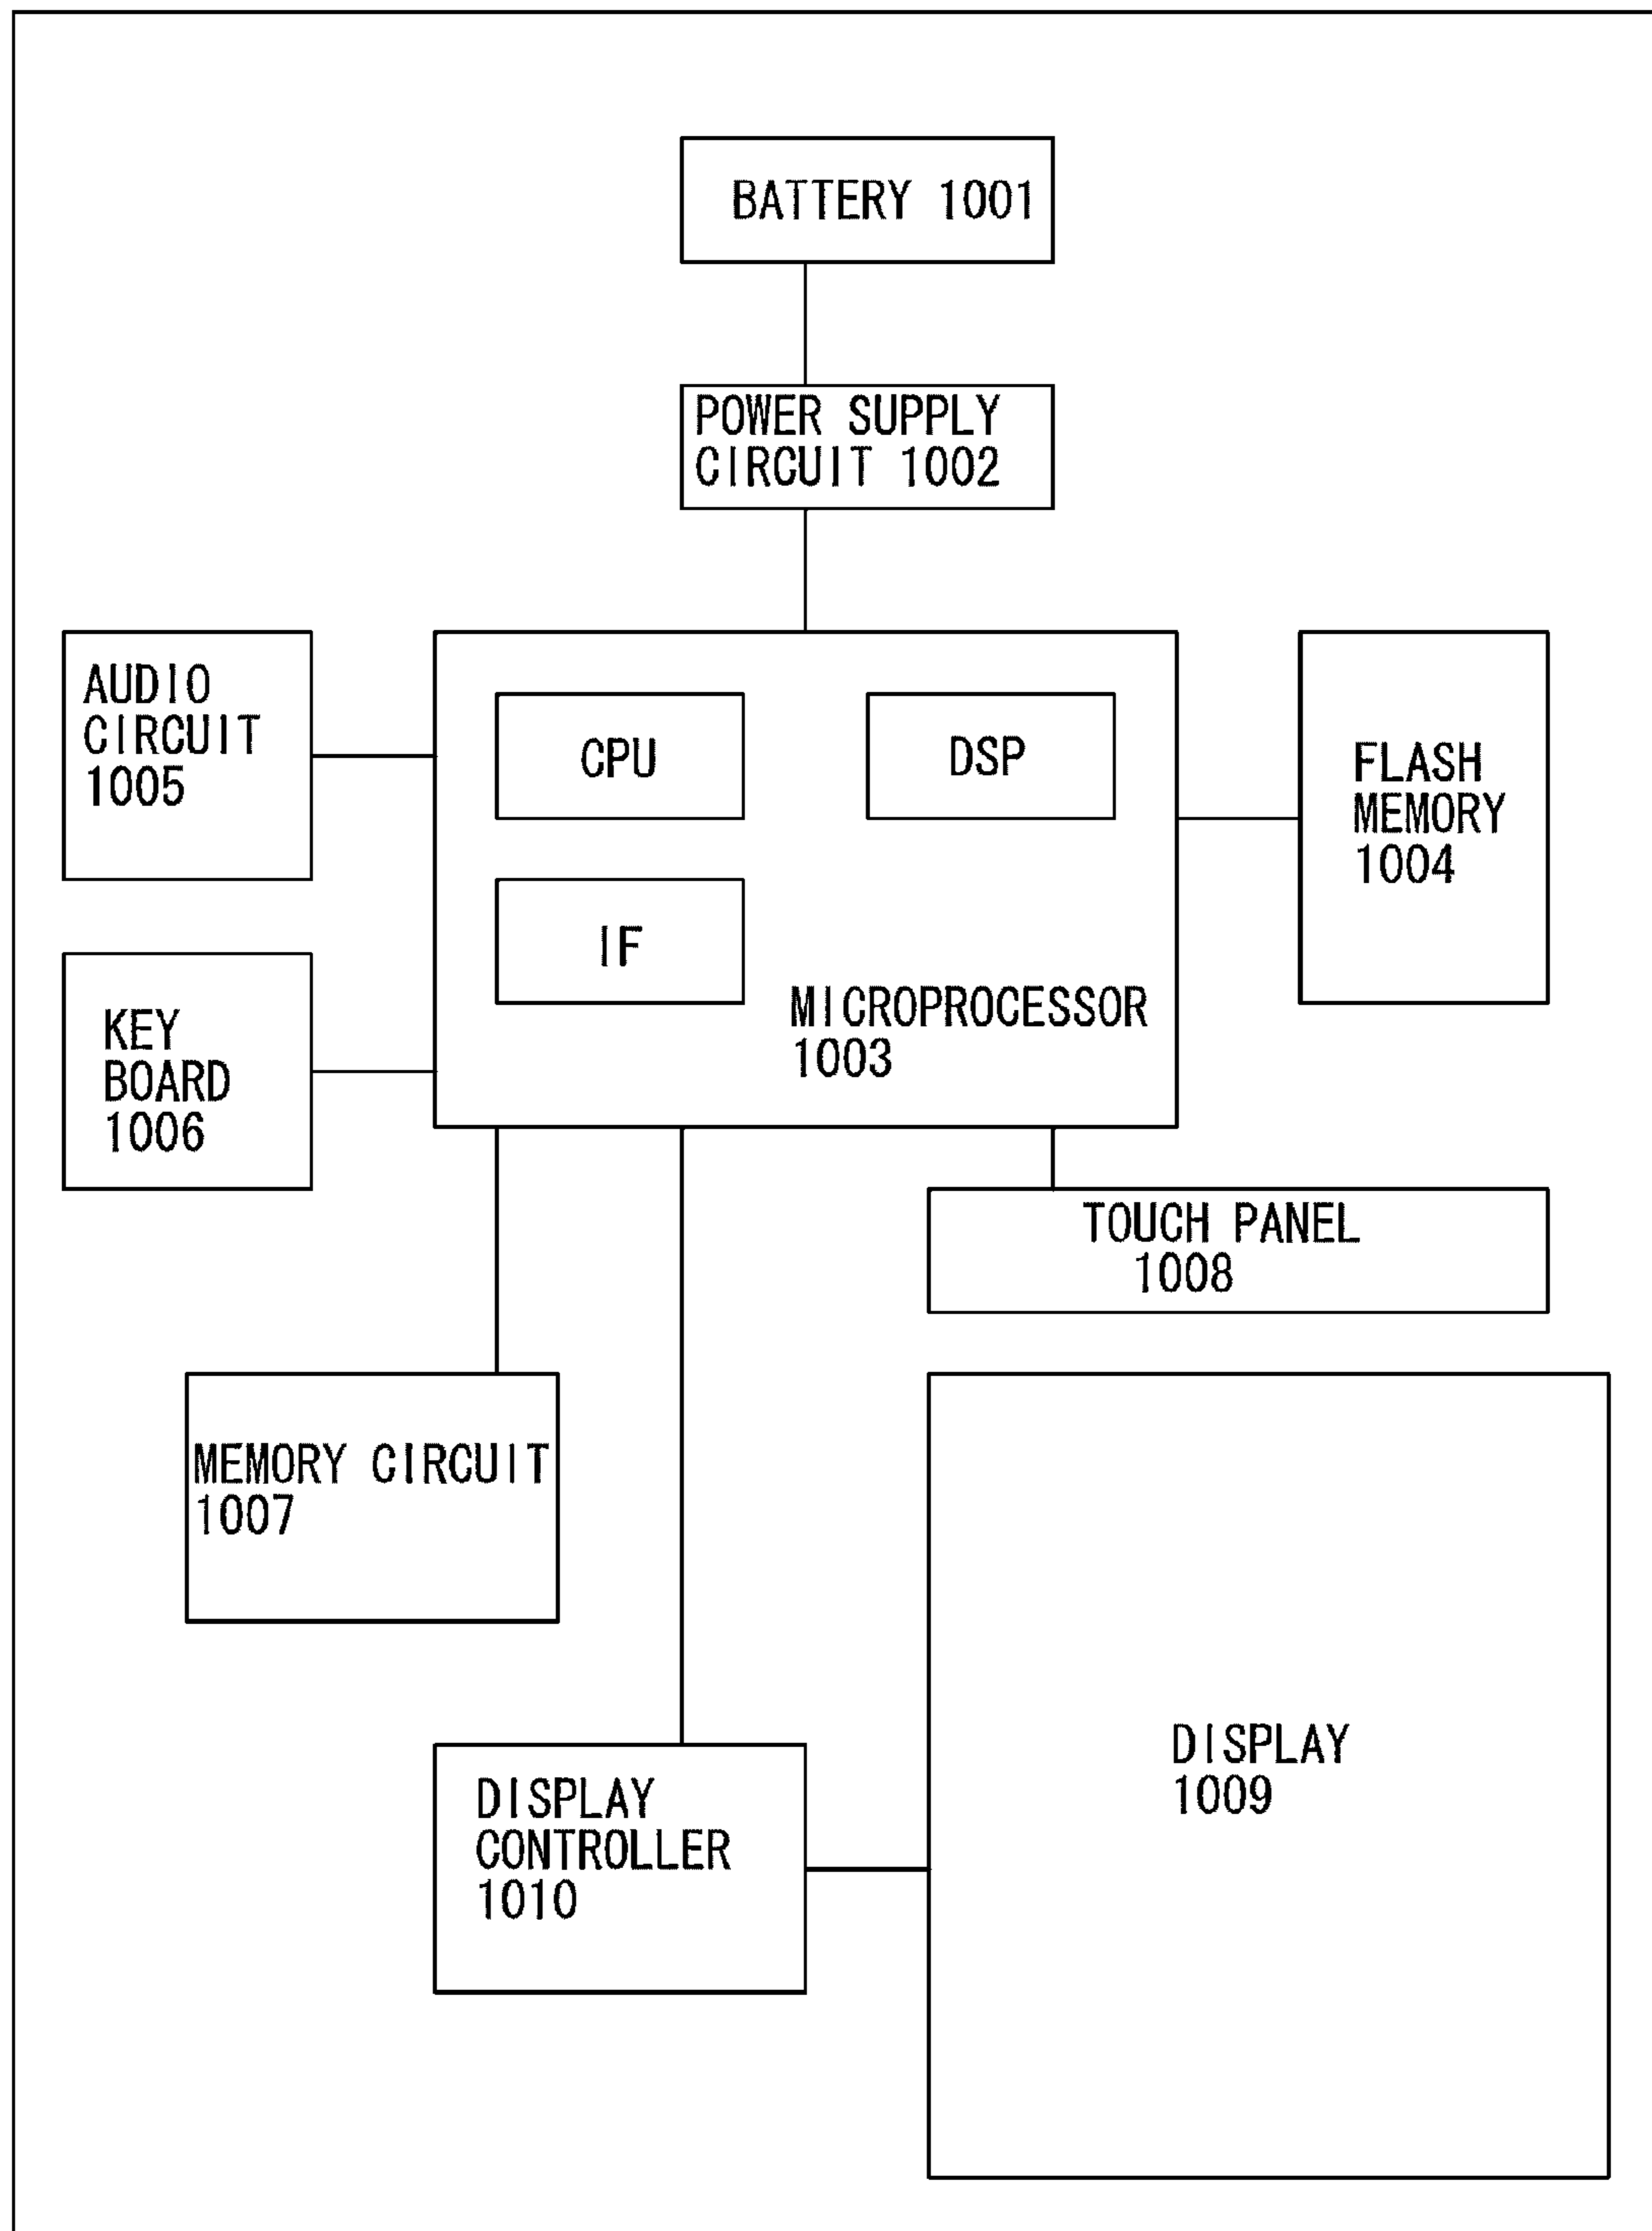 BATTERY 1001
POWER SUPPLY
CIRCUIT 1002
AUDIO
CIRCUIT
1005
CPU
DSP
FLASH
MEMORY
1004
IF
MICROPROCESSOR
1003
KEY
BOARD
1006
TOUCH PANEL
1008
MEMORY CIRCUIT
1007
DISPLAY
CONTROLLER
1010
DISPLAY
1009